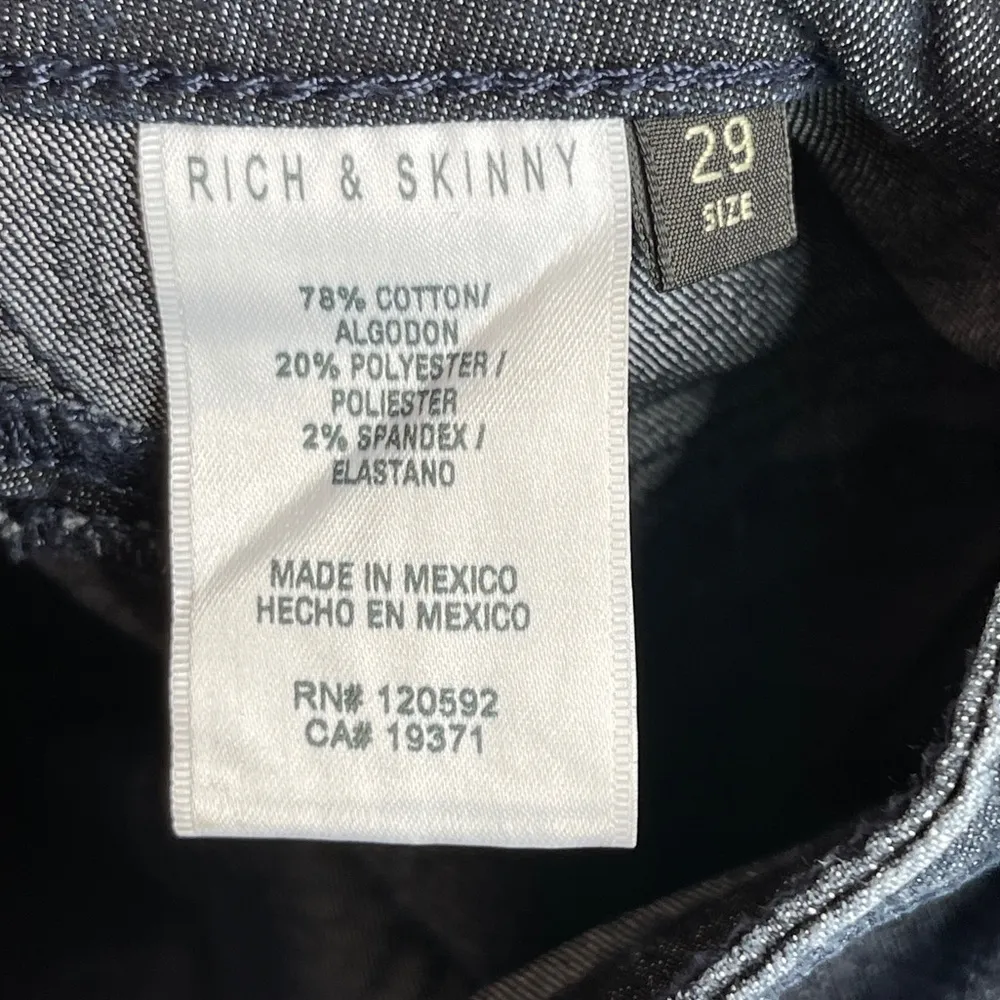 RICH & SKINNY
29
SIZE
78% COTTON/
ALGODON
20% POLYESTER /
POLIESTER
2% SPANDEX /
ELASTANO
MADE IN MEXICO
HECHO EN MEXICO
RN# 120592
CA# 19371